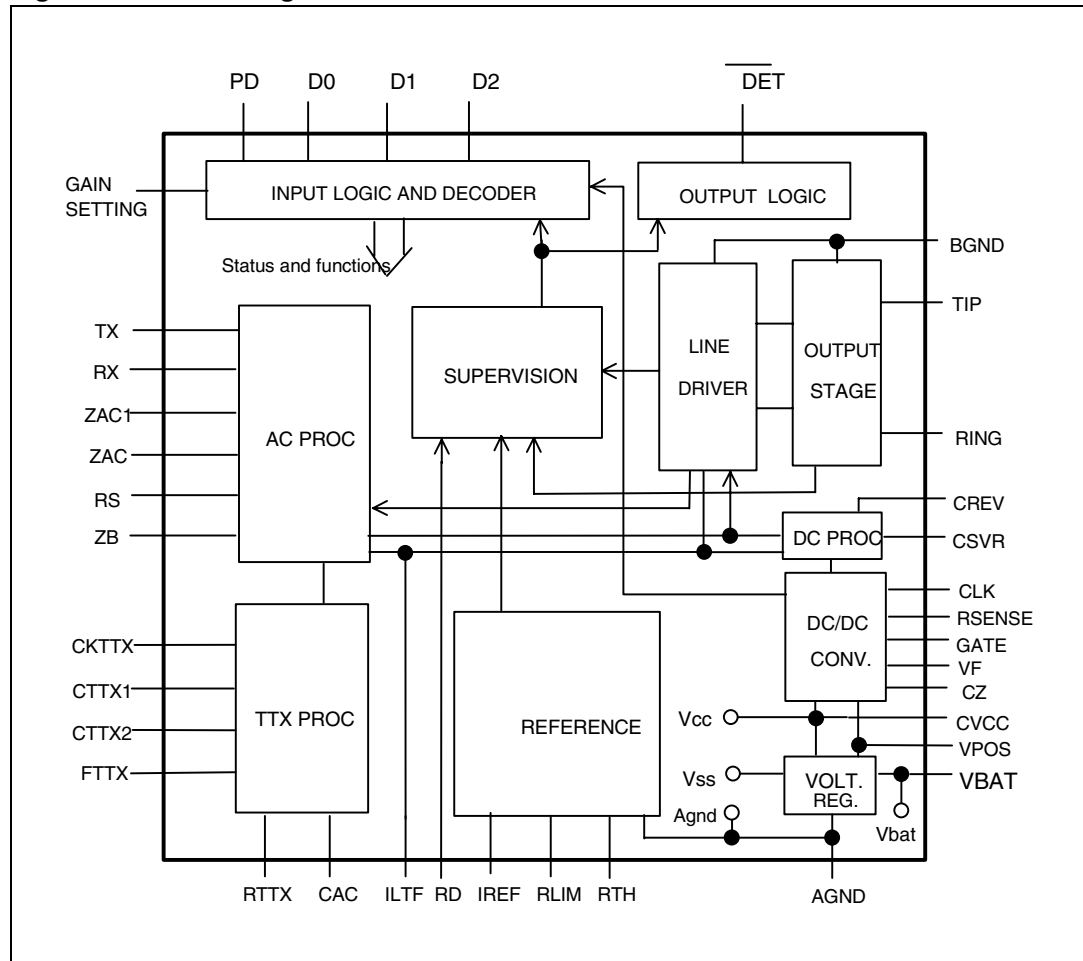 PD D0 D1 D2 DET
GAIN
SETTING
INPUT LOGIC AND DECODER
OUTPUT LOGIC
Status and functions
BGND
TIP
RING
CREV
CSVR
CLK
RSENSE
GATE
VF
CZ
CVCC
VPOS
VBAT
TX
RX
ZAC1
ZAC
RS
ZB
AC PROC
SUPERVISION
LINE
DRIVER
OUTPUT
STAGE
DC PROC
DC/DC
CONV.
CKTTX
CTTX1
CTTX2
FTTX
TTX PROC
REFERENCE
Vcc
Vss
Agnd
VOLT.
REG.
Vbat
RTTX CAC ILTF RD IREF RLIM RTH AGND